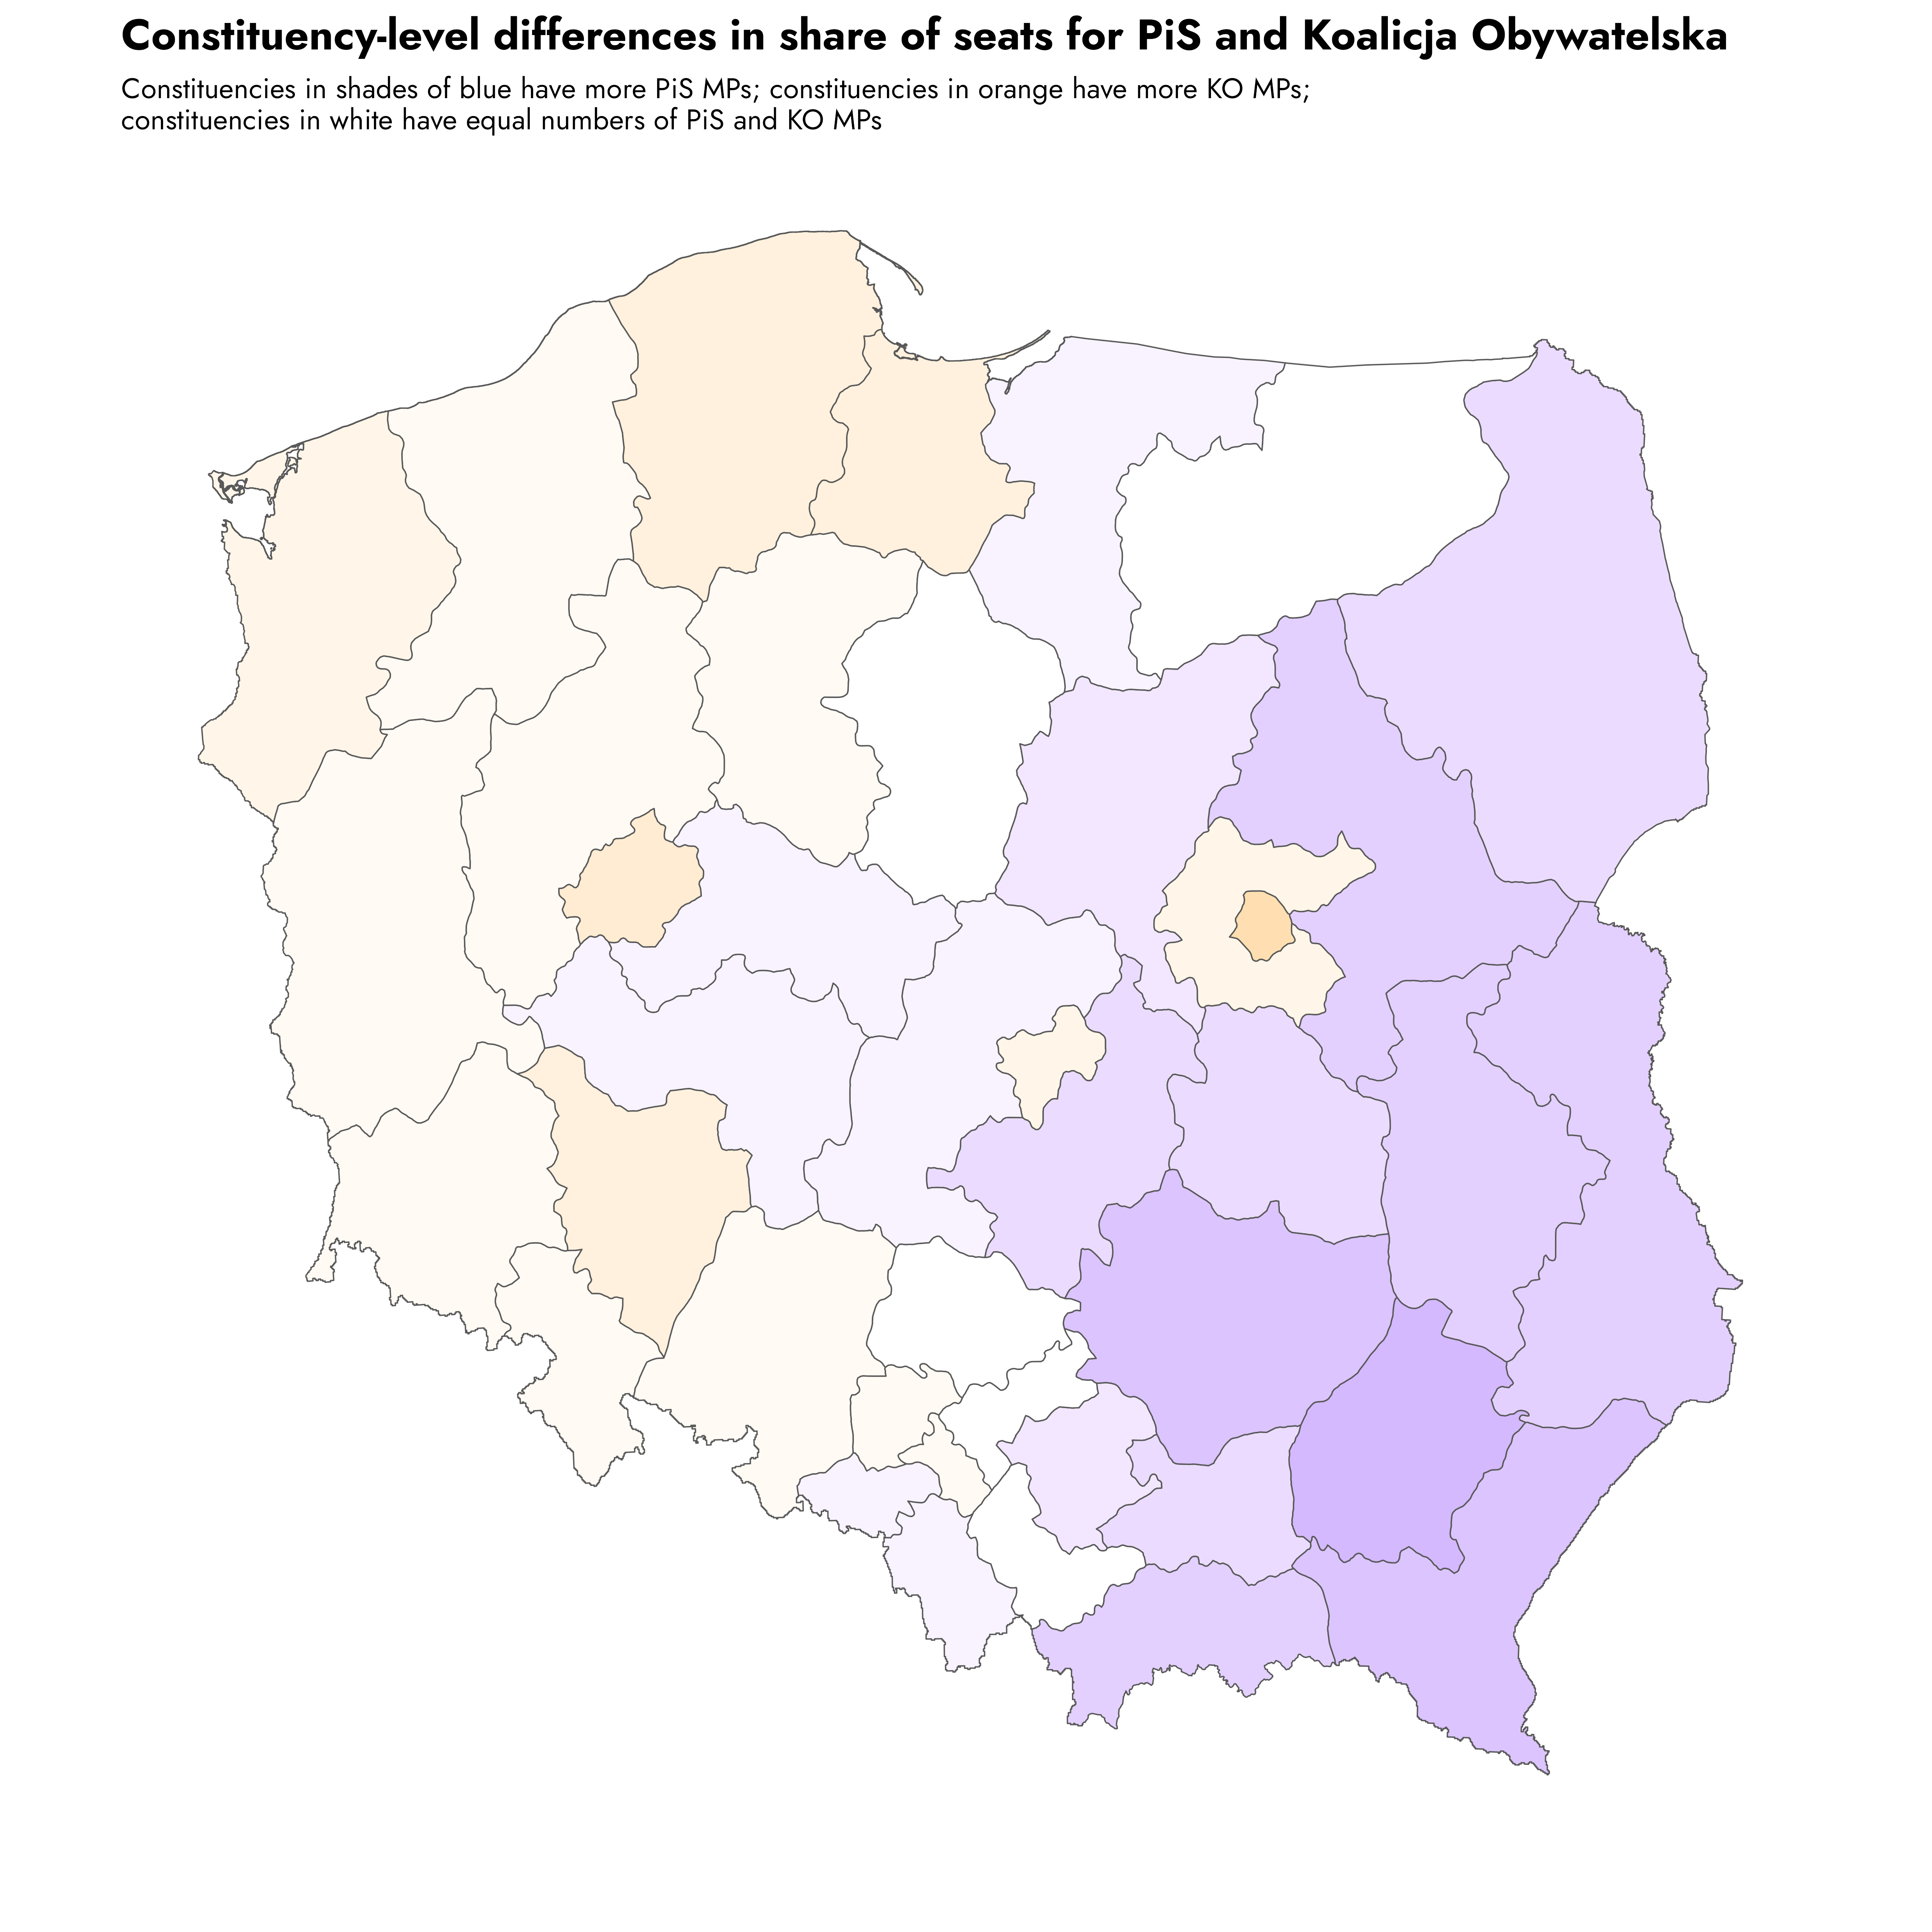 Constituency-level differences in share of seats for PiS and Koalicja Obywatelska
Constituencies in shades of blue have more PiS MPs; constituencies in orange have more KO MPs;
constituencies in white have equal numbers of PiS and KO MPs